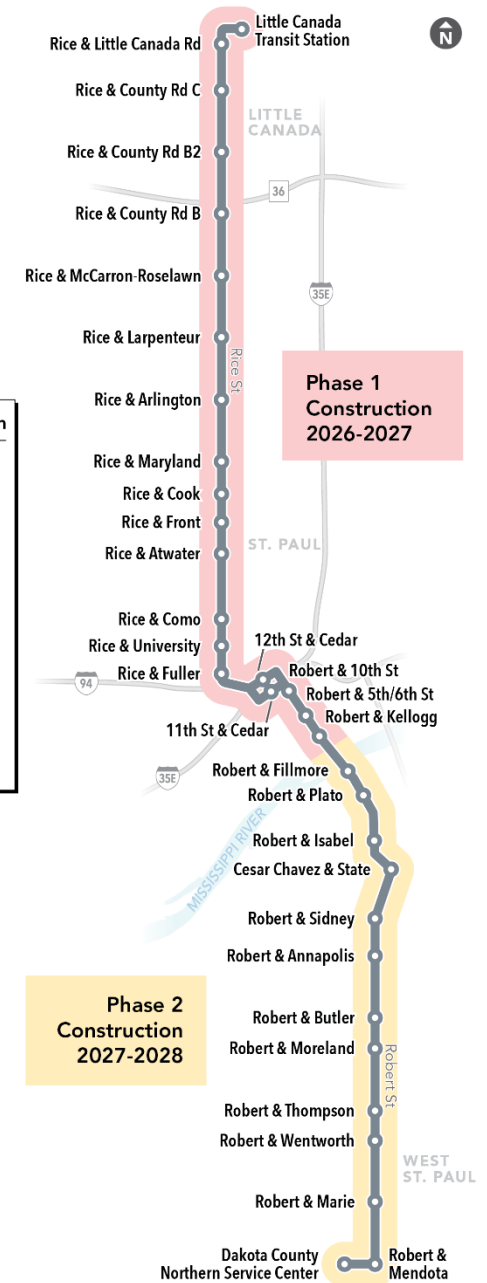 Little Canada
Transit Station
N
Rice & Little Canada Rd
Rice & County Rd C
LITTLE
CANADA
Rice & County Rd B2
36
Rice & County Rd B
Rice & McCarron-Roselawn
35E
Rice & Larpenteur
Rice St
Phase 1
Construction
2026-2027
Rice & Arlington
Rice & Maryland
Rice & Cook
Rice & Front
ST. PAUL
Rice & Atwater
Rice & Como
12th St & Cedar
Rice & University
Rice & Fuller
Robert & 10th St
94
Robert & 5th/6th St
Robert & Kellogg
11th St & Cedar
35E
Robert & Fillmore
Robert & Plato
MISSISSIPPI RIVER
Robert & Isabel
Cesar Chavez & State
Robert & Sidney
Robert & Annapolis
Phase 2
Construction
2027-2028
Robert & Butler
Robert & Moreland
Robert St
Robert & Thompson
Robert & Wentworth
WEST
ST. PAUL
Robert & Marie
Dakota County
Northern Service Center
Robert &
Mendota